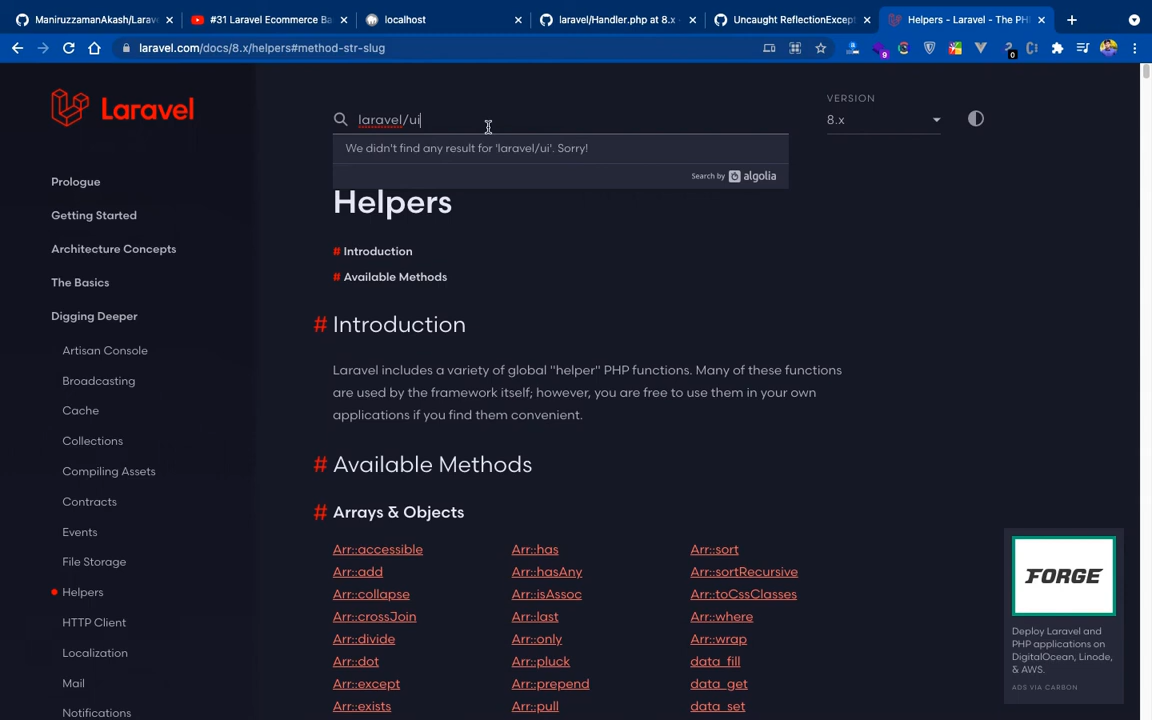 ManiruzzamanAkash/Larav
#31 Laravel Ecommerce Ba
localhost
laravel/Handler.php at 8.x
Uncaught ReflectionExcept
Helpers - Laravel - The PH
laravel.com/docs/8.x/helpers#method-str-slug
9
0
Laravel
laravel/ui
VERSION
8.x
We didn't find any result for 'laravel/ui'. Sorry!
Search by algolia
Prologue
Getting Started
Architecture Concepts
The Basics
Digging Deeper
Artisan Console
Broadcasting
Cache
Collections
Compiling Assets
Contracts
Events
File Storage
Helpers
HTTP Client
Localization
Mail
Notifications
Helpers
# Introduction
# Available Methods
# Introduction
Laravel includes a variety of global "helper" PHP functions. Many of these functions
are used by the framework itself; however, you are free to use them in your own
applications if you find them convenient.
# Available Methods
# Arrays & Objects
Arr::accessible Arr::has Arr::sort
Arr::add Arr::hasAny Arr::sortRecursive
Arr::collapse Arr::isAssoc Arr::toCssClasses
Arr::crossJoin Arr::last Arr::where
Arr::divide Arr::only Arr::wrap
Arr::dot Arr::pluck data_fill
Arr::except Arr::prepend data_get
Arr::exists Arr::pull data_set
FORGE
Deploy Laravel and
PHP applications on
DigitalOcean, Linode,
& AWS.
ADS VIA CARBON